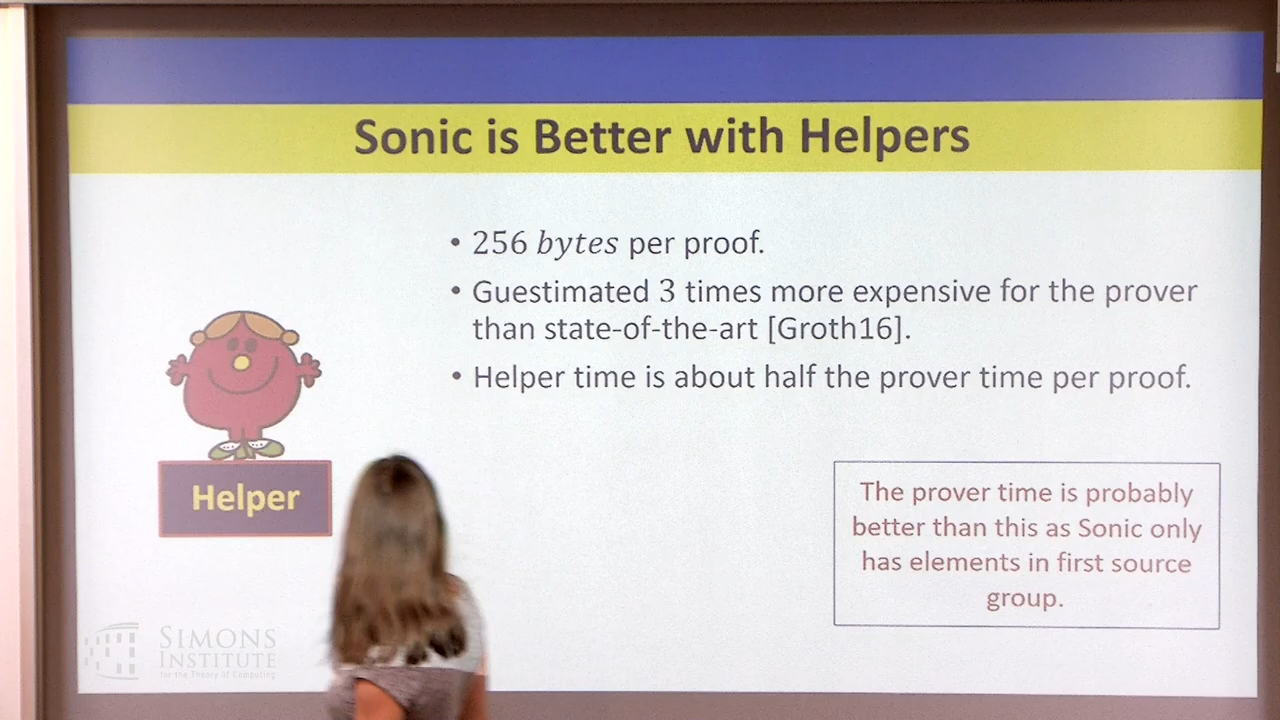 Sonic is Better with Helpers
• 256 bytes per proof.
• Guestimated 3 times more expensive for the prover
than state-of-the-art [Groth16].
• Helper time is about half the prover time per proof.
Helper
The prover time is probably
better than this as Sonic only
has elements in first source
group.
SIMONS
INSTITUTE
for the Theory of Computing